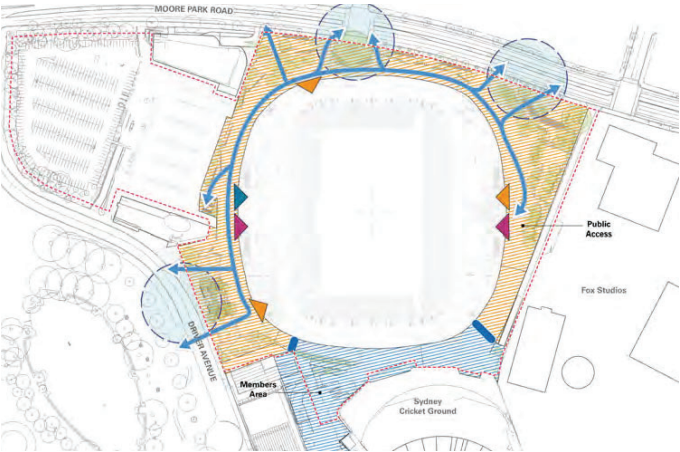 MOORE PARK ROAD
Public
Access
Fox Studios
DRIVER AVENUE
Members
Area
Sydney
Cricket Ground